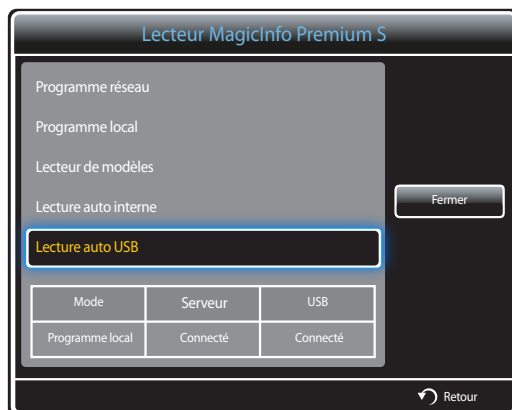 Lecteur MagicInfo Premium S
Programme réseau
Programme local
Lecteur de modèles
Lecture auto interne
Lecture auto USB
Fermer
Mode Serveur USB
Programme local Connecté Connecté
Retour